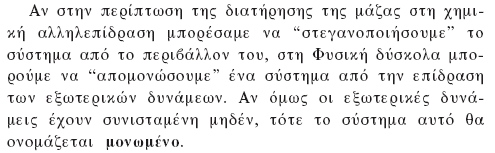 Αν στην περίπτωση της διατήρησης της μάζας στη χημι-
κή αλληλεπίδραση μπορέσαμε να “στεγανοποιήσουμε” το
σύστημα από το περιβάλλον του, στη Φυσική δύσκολα μπο-
ρούμε να “απομονώσουμε” ένα σύστημα από την επίδραση
των εξωτερικών δυνάμεων. Αν όμως οι εξωτερικές δυνά-
μεις έχουν συνισταμένη μηδέν, τότε το σύστημα αυτό θα
ονομάζεται μονωμένο.